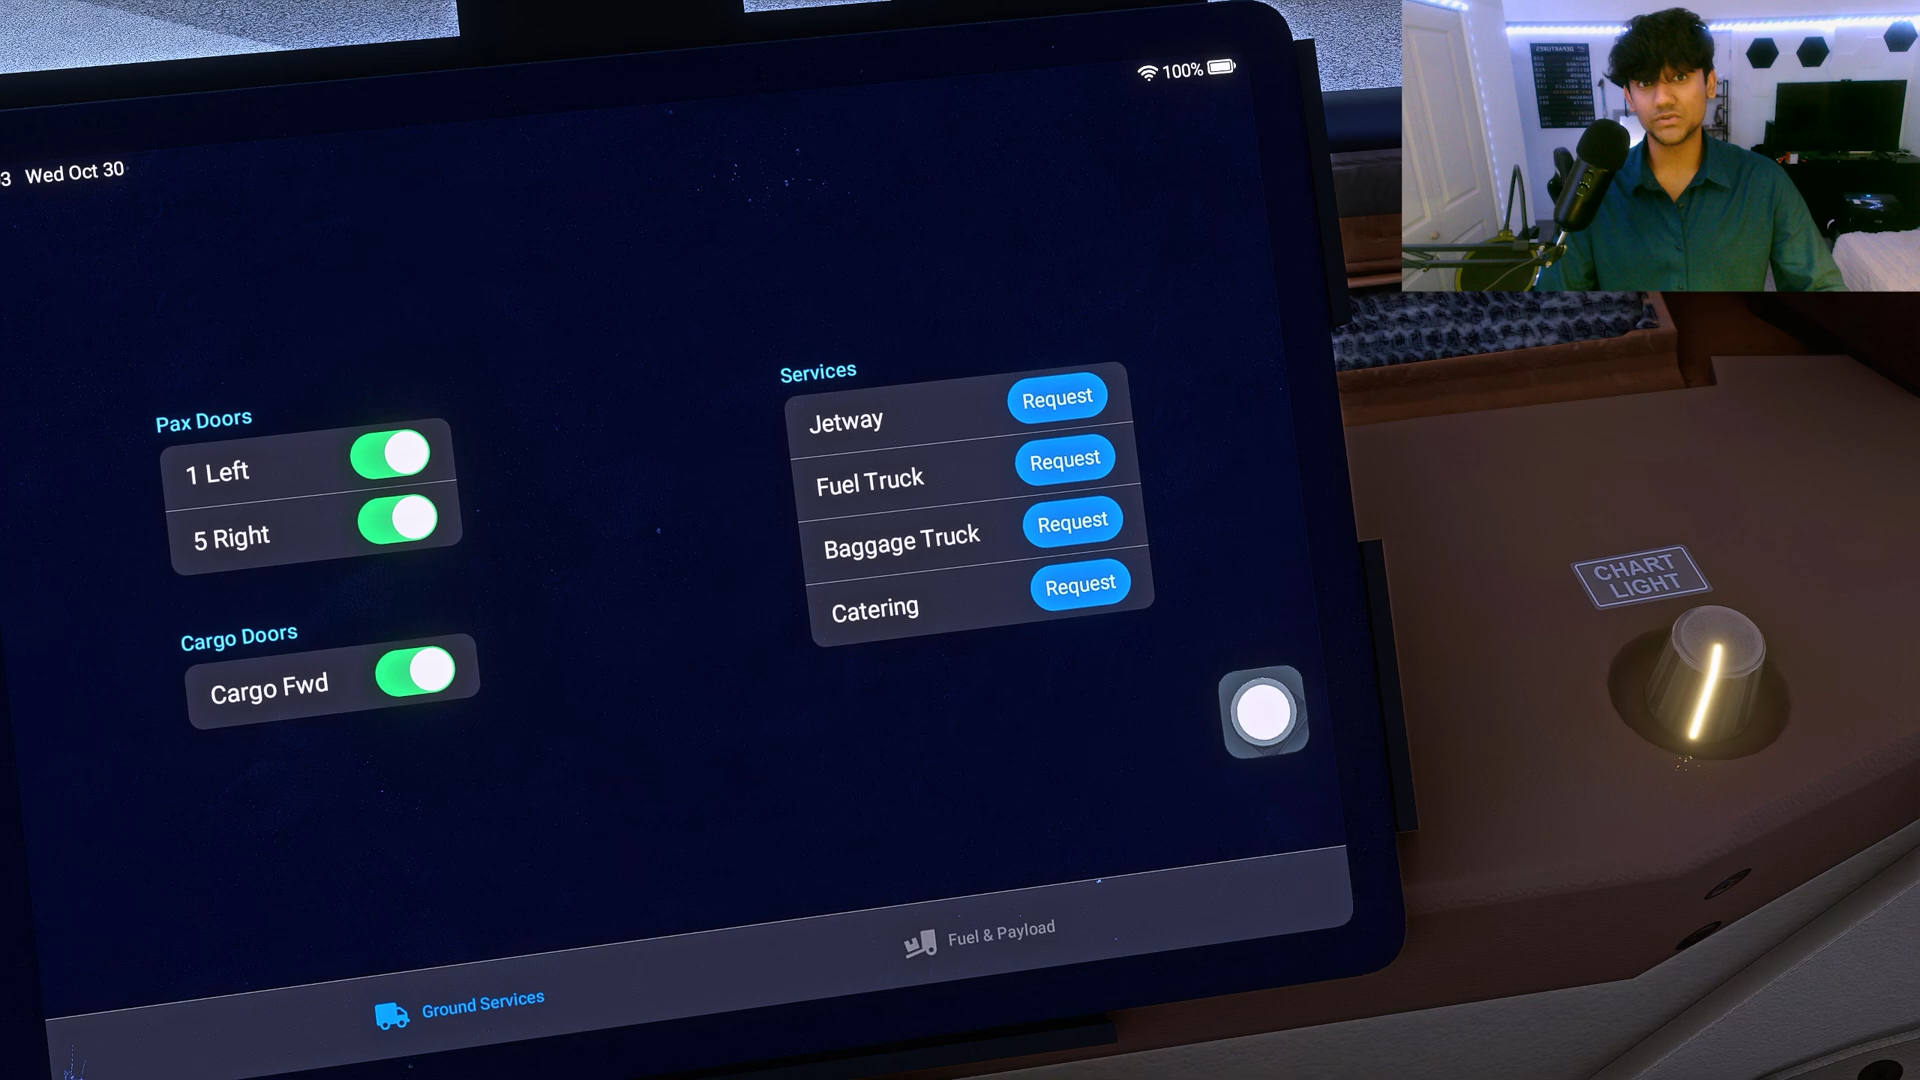 3 Wed Oct 30
100%
Pax Doors
1 Left
5 Right
Cargo Doors
Cargo Fwd
Services
Jetway Request
Fuel Truck Request
Baggage Truck Request
Catering Request
Ground Services
Fuel & Payload
CHART
LIGHT
DEPARTURES